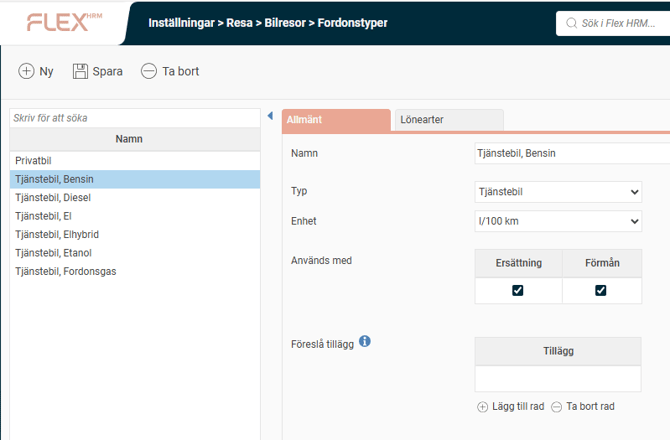 FLEX HRM
Inställningar > Resa > Bilresor > Fordonstyper
Sök i Flex HRM...
Ny
Spara
Ta bort
Skriv för att söka
Namn
Privatbil
Tjänstebil, Bensin
Tjänstebil, Diesel
Tjänstebil, El
Tjänstebil, Elhybrid
Tjänstebil, Etanol
Tjänstebil, Fordonsgas
Allmänt
Lönearter
Namn
Tjänstebil, Bensin
Typ
Tjänstebil
Enhet
l/100 km
Används med
Ersättning
Förmån
Föreslå tillägg
Tillägg
Lägg till rad
Ta bort rad